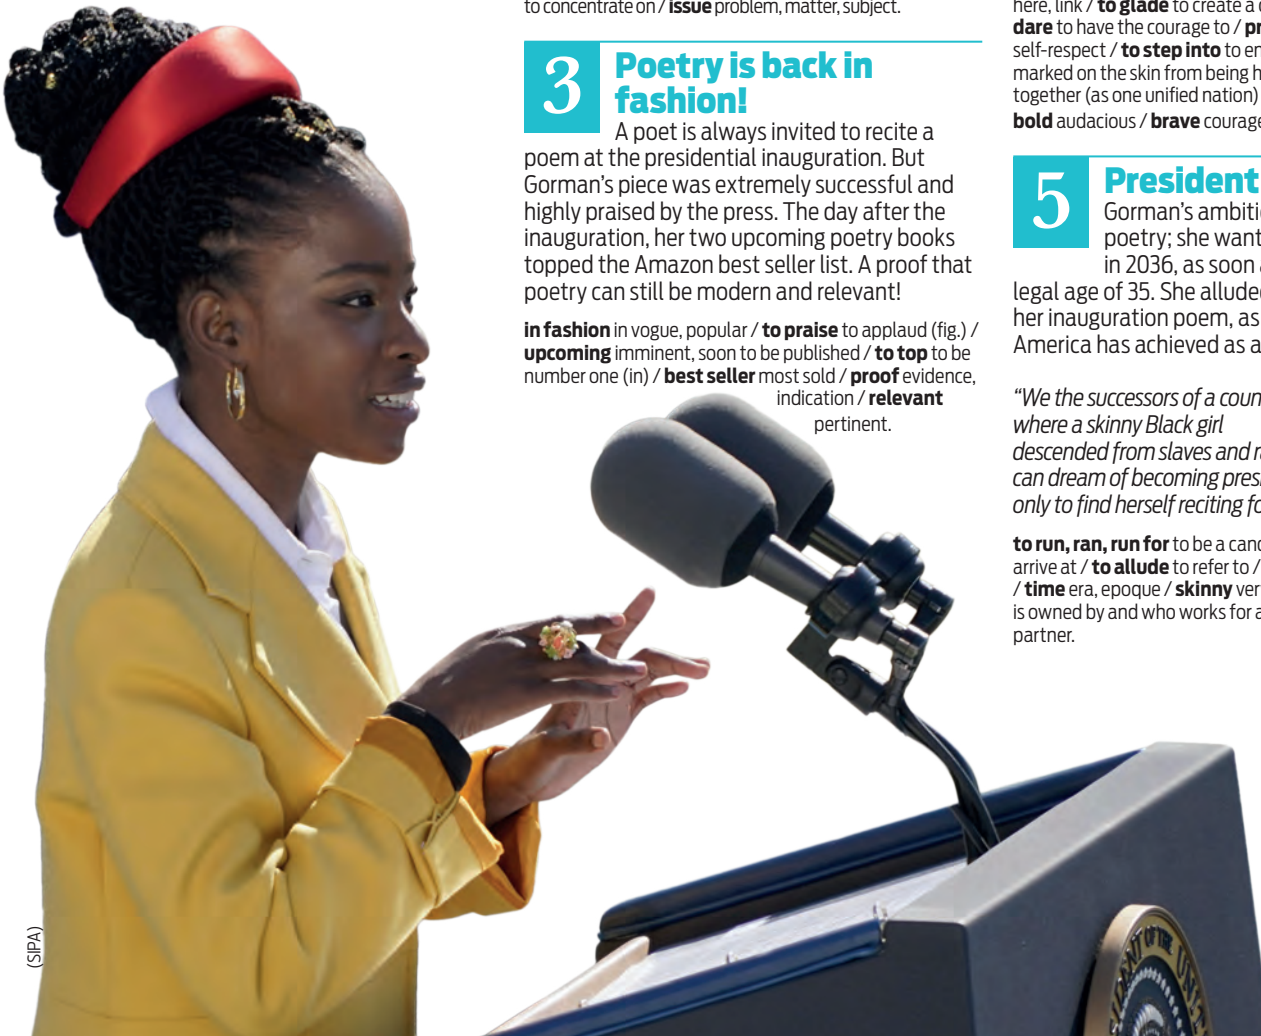 to concentrate on / issue problem, matter, subject.
3
Poetry is back in
fashion!
A poet is always invited to recite a
poem at the presidential inauguration. But
Gorman's piece was extremely successful and
highly praised by the press. The day after the
inauguration, her two upcoming poetry books
topped the Amazon best seller list. A proof that
poetry can still be modern and relevant!
in fashion in vogue, popular / to praise to applaud (fig.) /
upcoming imminent, soon to be published / to top to be
number one (in) / best seller most sold / proof evidence,
indication / relevant
pertinent.
here, link / to glade to create a
dare to have the courage to /
self-respect / to step into to
marked on the skin from being
together (as one unified nation)
bold audacious / brave
5
President
Gorman's
poetry; she
in 2036, as soon
legal age of 35. She
her inauguration poem, as
America has achieved as a
"We the successors of a
where a skinny Black girl
descended from slaves and
can dream of becoming
only to find herself reciting
to run, ran, run for to be a
arrive at / to allude to refer to /
/ time era, epoque / skinny
is owned by and who works for
partner.
(SIPA)
OF THE